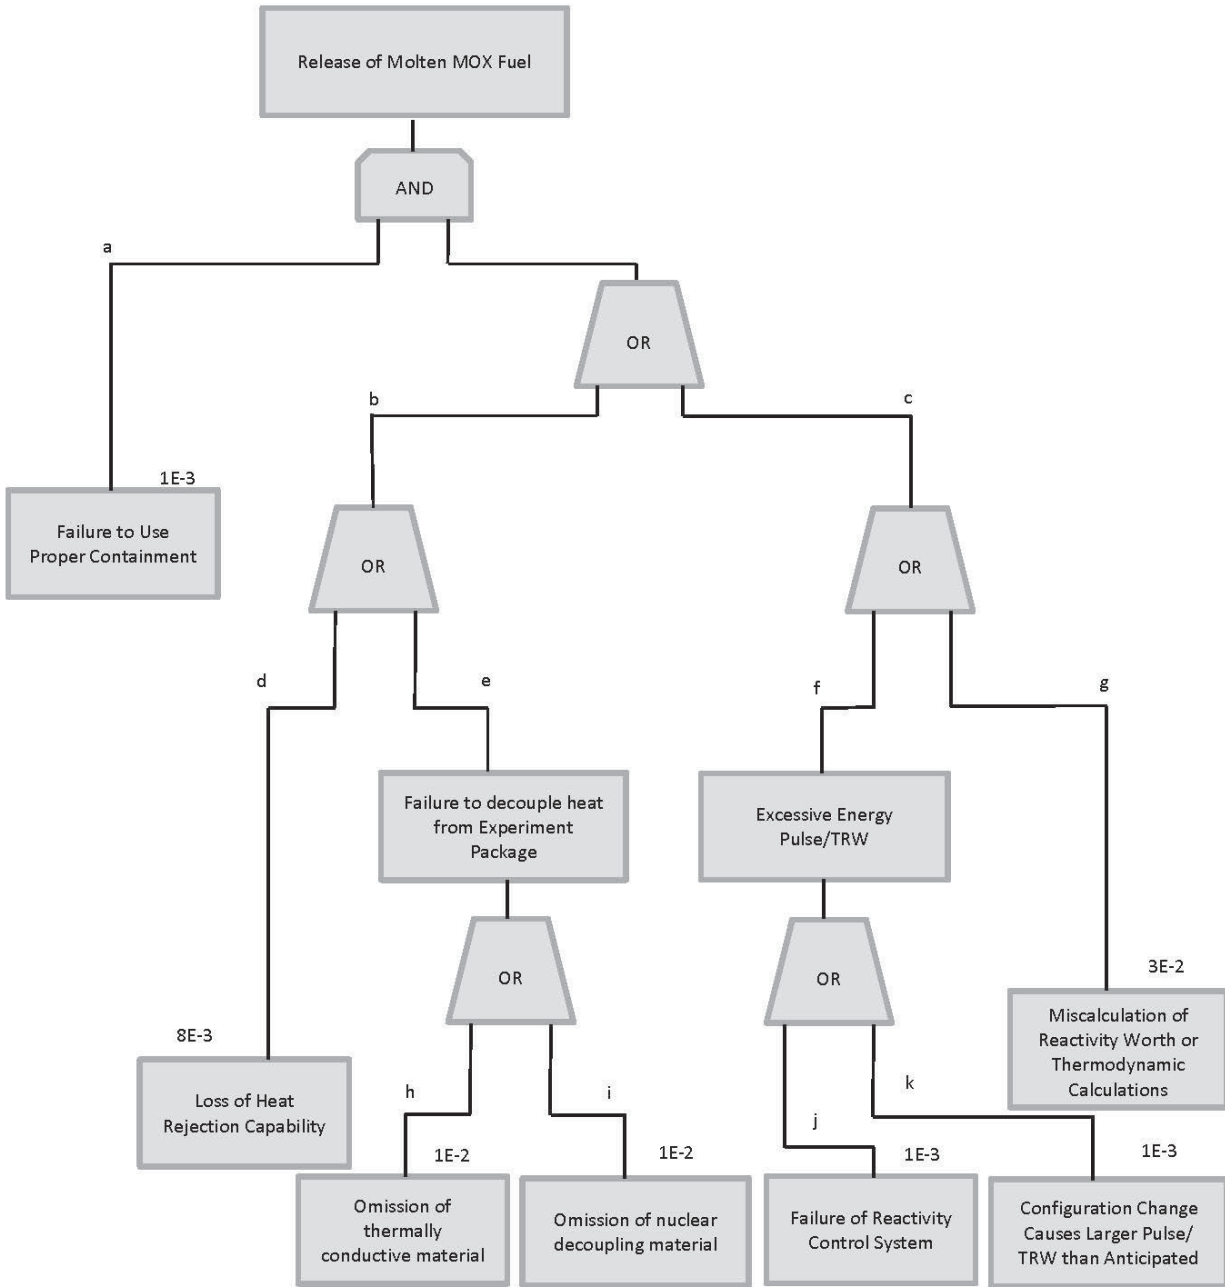 Release of Molten MOX Fuel
AND
a
OR
b
c
1E-3
Failure to Use
Proper Containment
OR
OR
d
e
f
g
Failure to decouple heat
from Experiment
Package
Excessive Energy
Pulse/TRW
OR
OR
3E-2
Miscalculation of
Reactivity Worth or
Thermodynamic
Calculations
8E-3
Loss of Heat
Rejection Capability
h
i
j
k
1E-2
Omission of
thermally
conductive material
1E-2
Omission of nuclear
decoupling material
1E-3
Failure of Reactivity
Control System
1E-3
Configuration Change
Causes Larger Pulse/
TRW than Anticipated